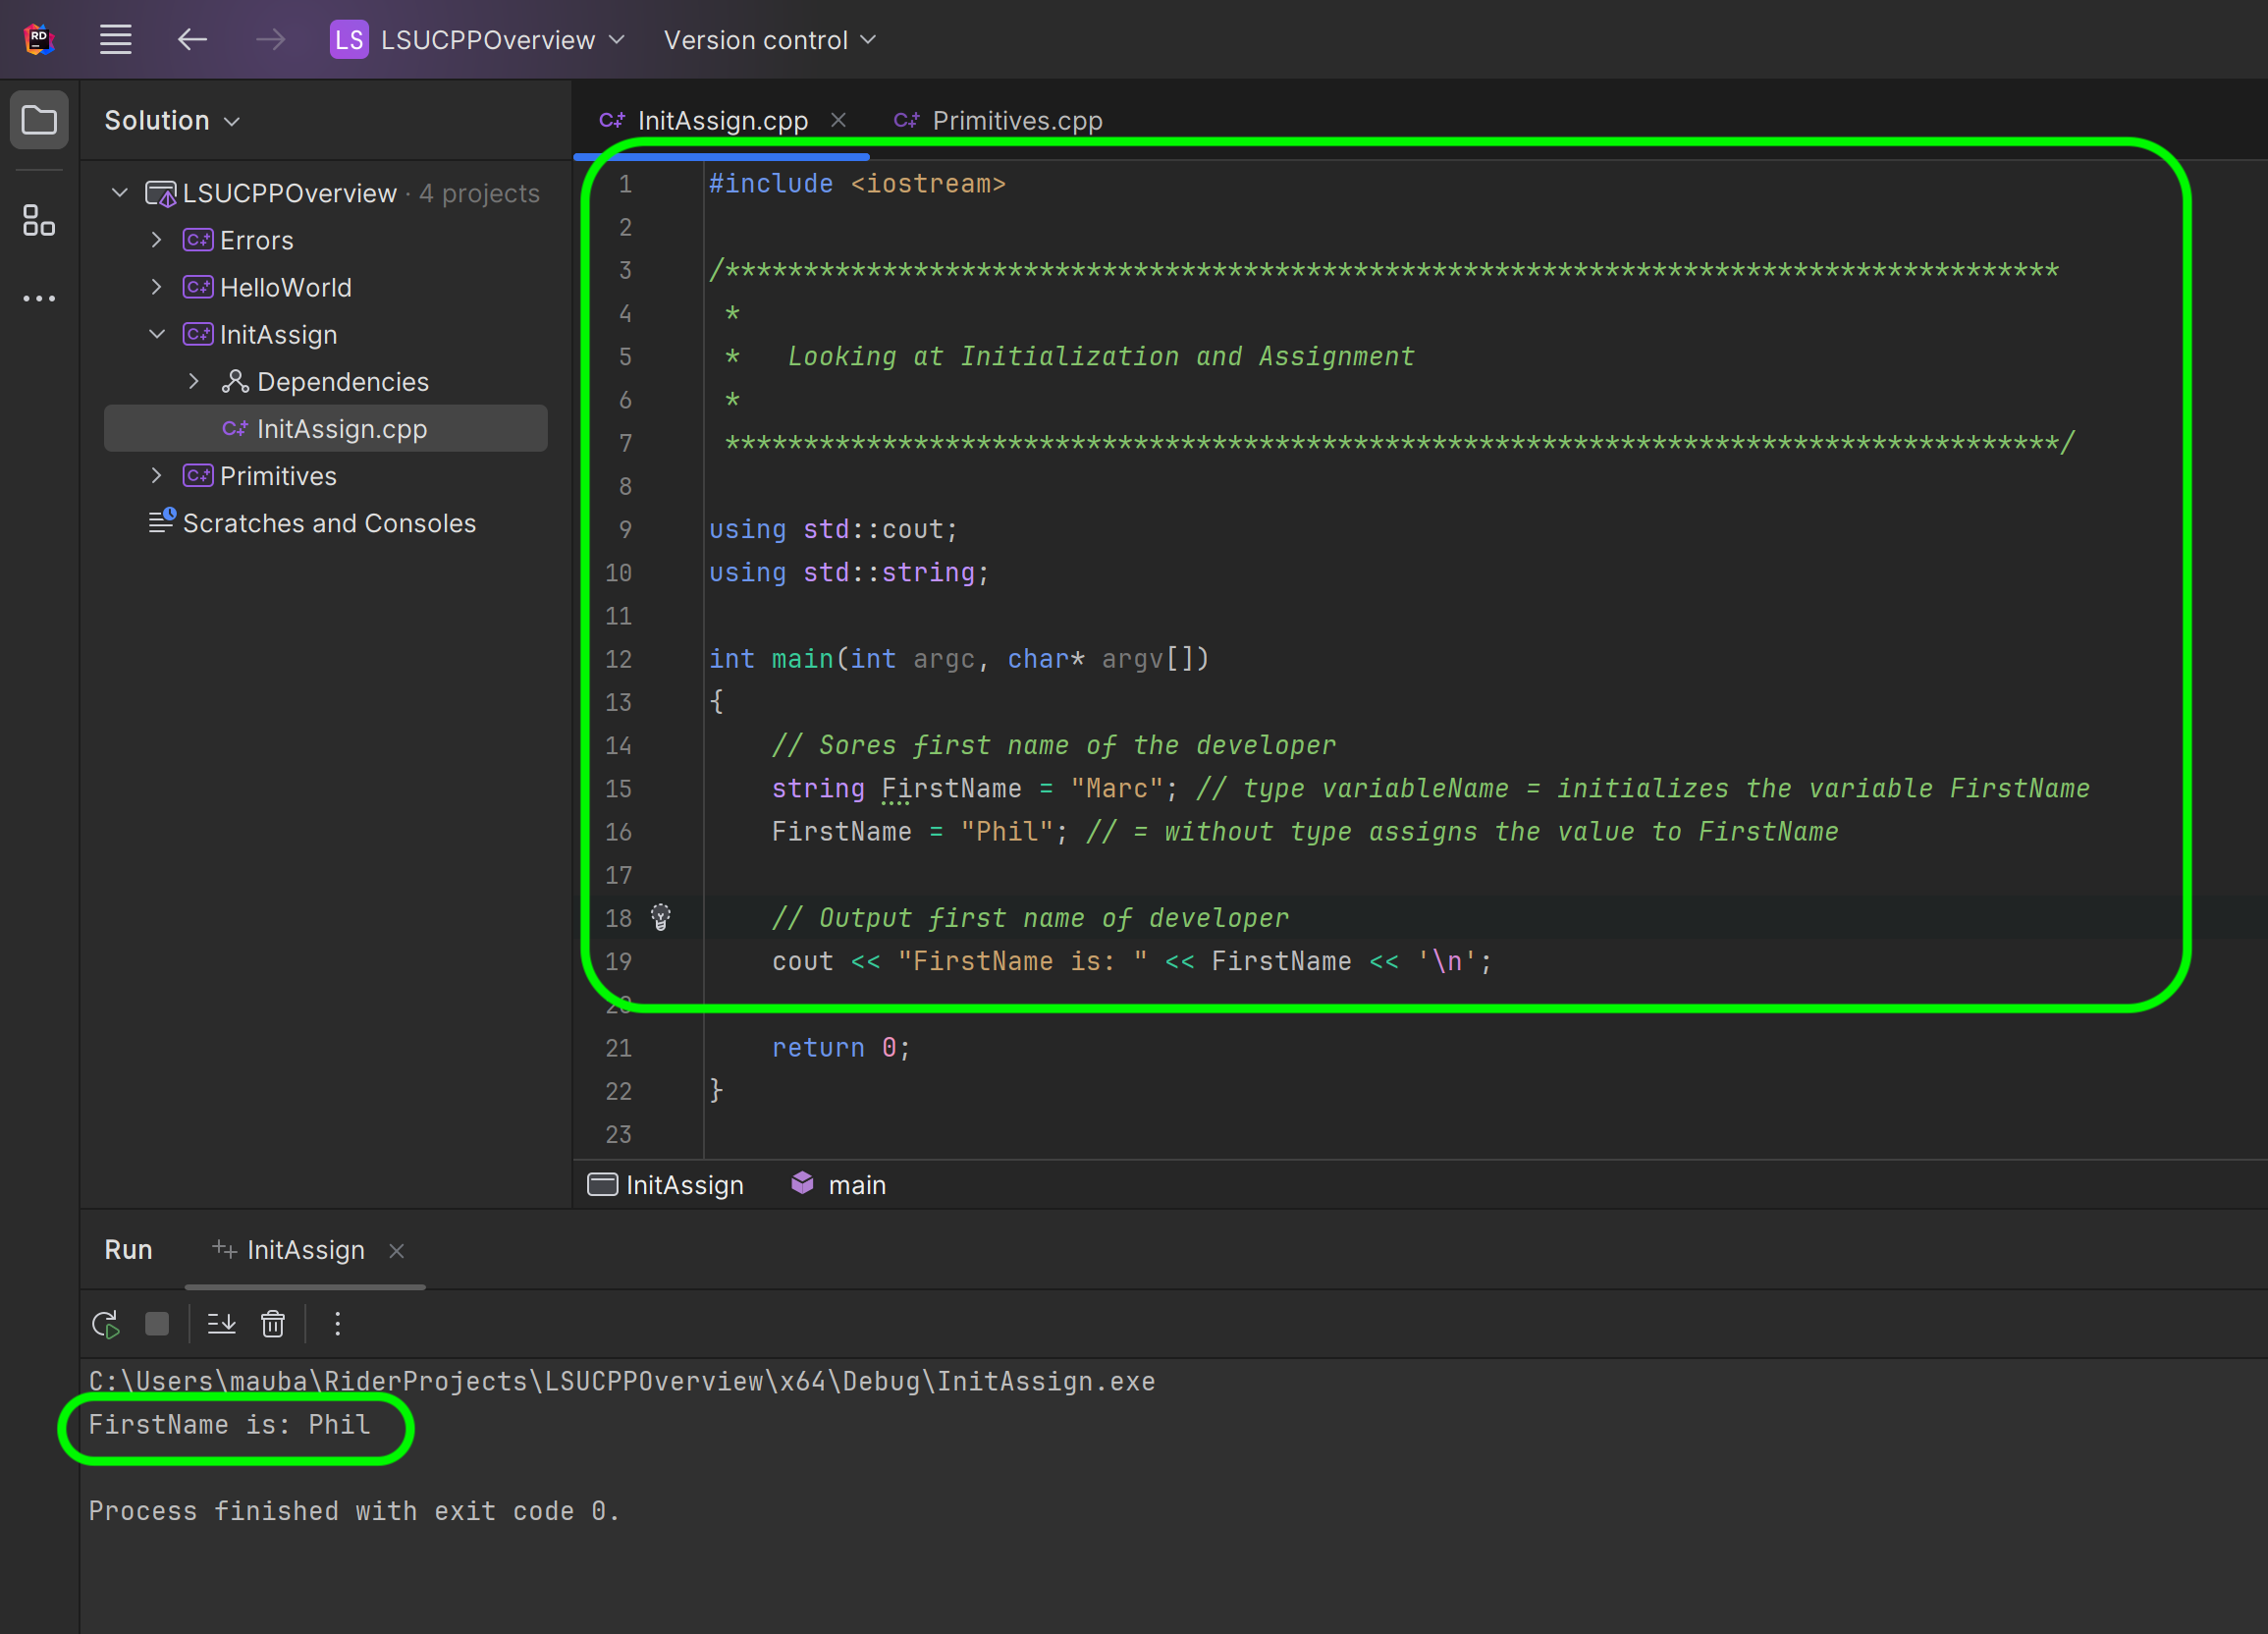 RD
LS LSUCPPOverview Version control
Solution
LSUCPPOverview · 4 projects
C++ Errors
C++ HelloWorld
C++ InitAssign
Dependencies
C++ InitAssign.cpp
C++ Primitives
Scratches and Consoles
C++ InitAssign.cpp C++ Primitives.cpp
1 #include <iostream>
2
3 /*************************************************************************************
4 *
5 *   Looking at Initialization and Assignment
6 *
7 *************************************************************************************/
8
9 using std::cout;
10 using std::string;
11
12 int main(int argc, char* argv[])
13 {
14     // Sores first name of the developer
15     string FirstName = "Marc"; // type variableName = initializes the variable FirstName
16     FirstName = "Phil"; // = without type assigns the value to FirstName
17
18     // Output first name of developer
19     cout << "FirstName is: " << FirstName << '\n';
20
21     return 0;
22 }
23
InitAssign main
Run InitAssign
C:\Users\mauba\RiderProjects\LSUCPPOverview\x64\Debug\InitAssign.exe
FirstName is: Phil
Process finished with exit code 0.